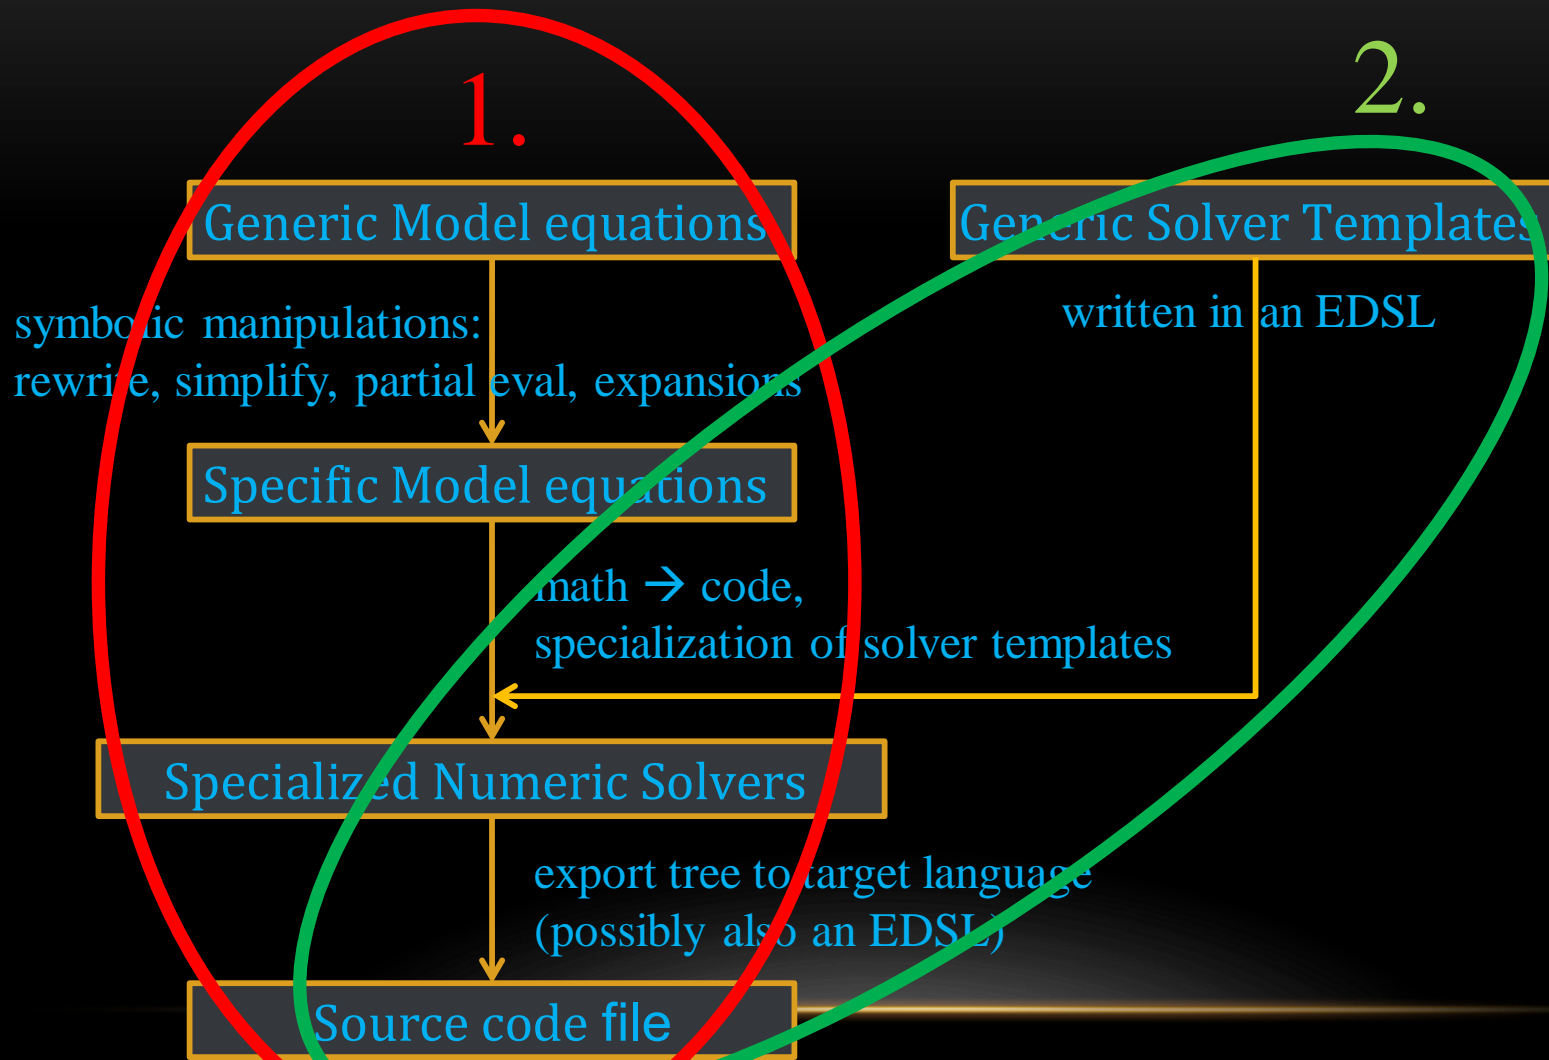 1.
2.
Generic Model equations
Generic Solver Templates
symbolic manipulations:
rewrite, simplify, partial eval, expansions
written in an EDSL
Specific Model equations
math → code,
specialization of solver templates
Specialized Numeric Solvers
export tree to target language
(possibly also an EDSL)
Source code file